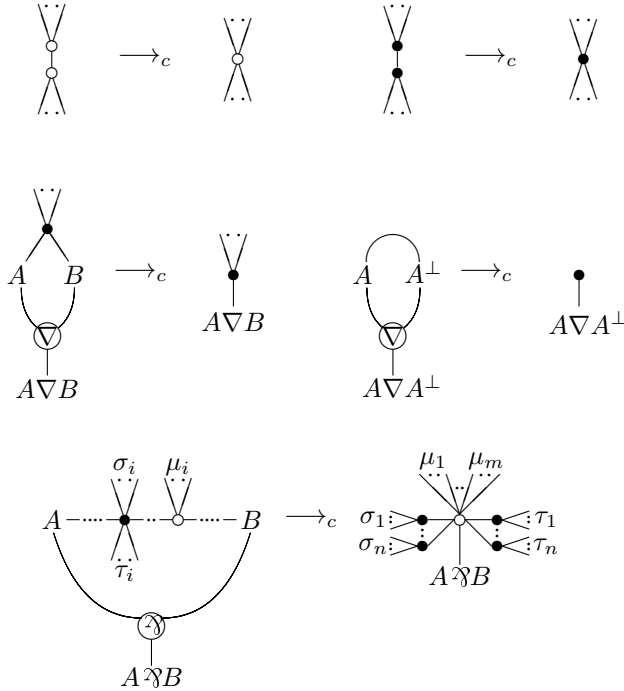 ⟶c ⟶c
A B ⟶c A A⊥ ⟶c
∇ A∇B ∇ A∇A⊥
A∇B A∇A⊥
σi μi μ1 μm
A B ⟶c σ1 τ1
τi σn τn
⅋ A⅋B
A⅋B